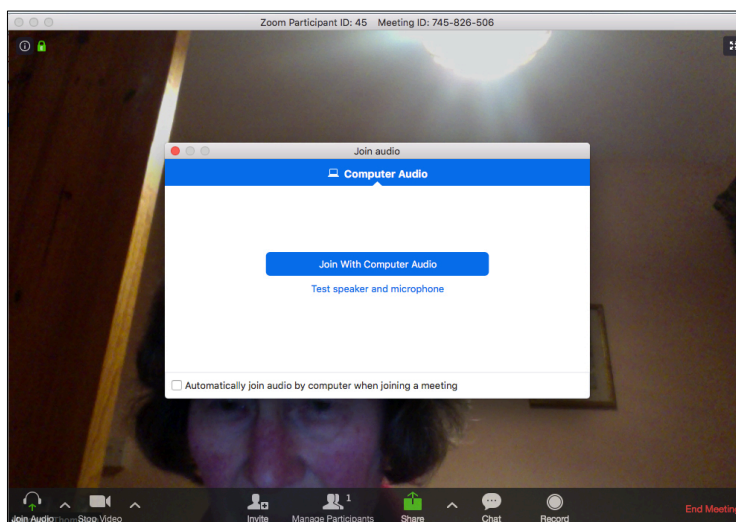 Zoom Participant ID: 45 Meeting ID: 745-826-506
Join audio
Computer Audio
Join With Computer Audio
Test speaker and microphone
Automatically join audio by computer when joining a meeting
1
Join Audio Thom Stop Video Invite Manage Participants Share Chat Record End Meeting